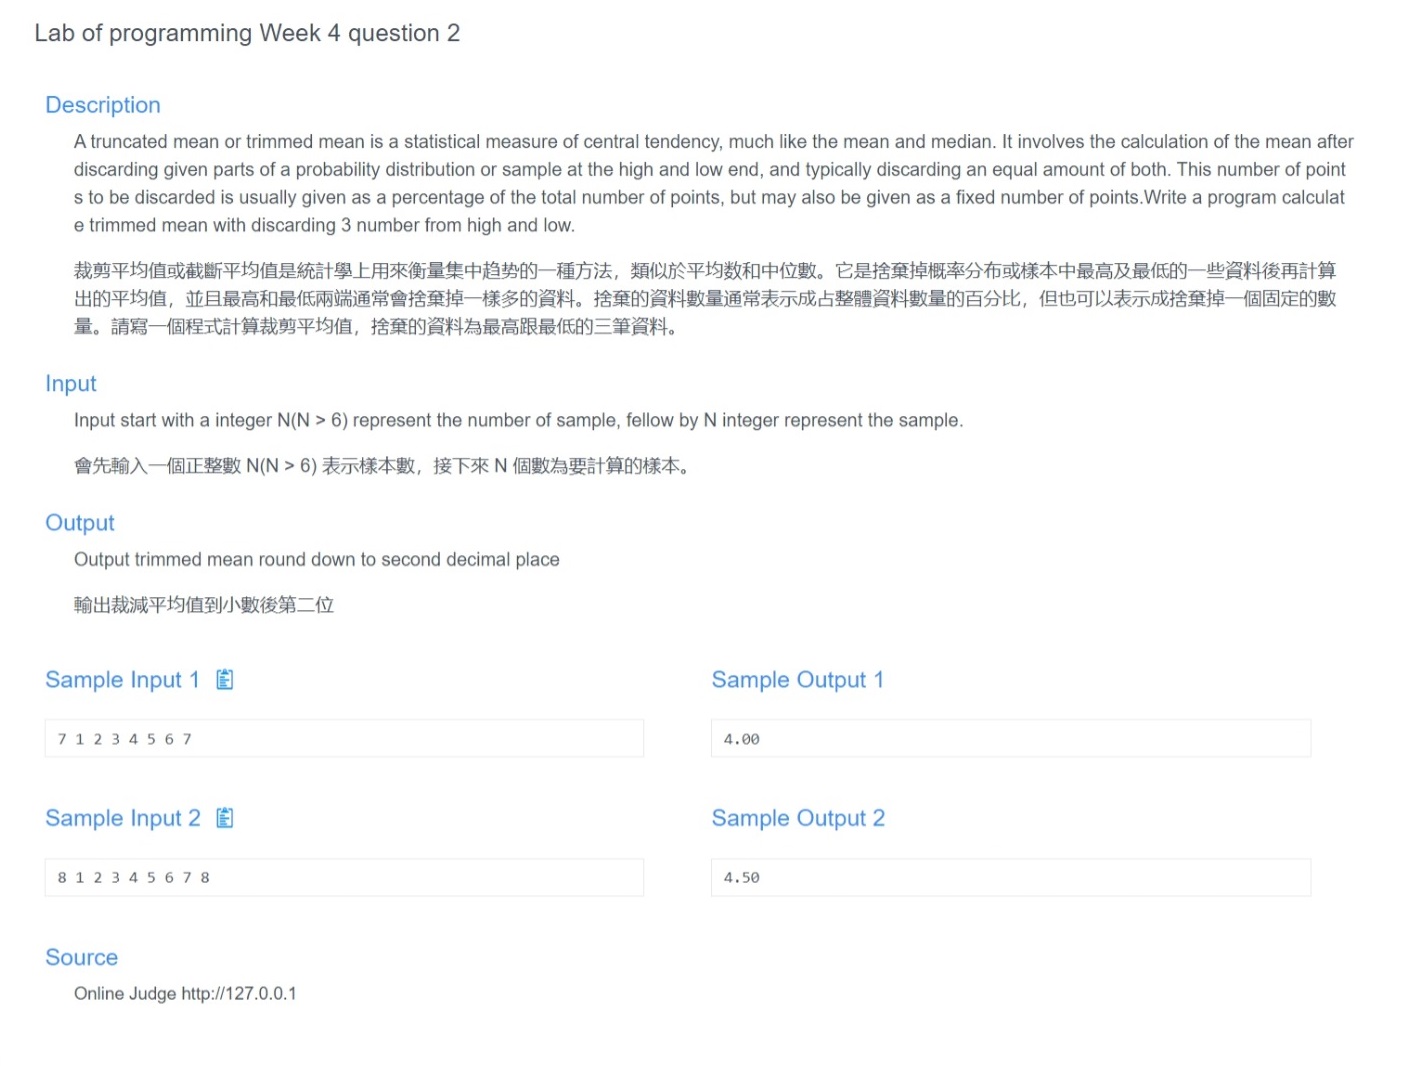 Lab of programming Week 4 question 2
Description
A truncated mean or trimmed mean is a statistical measure of central tendency, much like the mean and median. It involves the calculation of the mean after
discarding given parts of a probability distribution or sample at the high and low end, and typically discarding an equal amount of both. This number of point
s to be discarded is usually given as a percentage of the total number of points, but may also be given as a fixed number of points.Write a program calculat
e trimmed mean with discarding 3 number from high and low.
裁剪平均值或截斷平均值是統計學上用來衡量集中趋势的一種方法，類似於平均数和中位數。它是捨棄掉概率分布或樣本中最高及最低的一些資料後再計算
出的平均值，並且最高和最低兩端通常會捨棄掉一樣多的資料。捨棄的資料數量通常表示成占整體資料數量的百分比，但也可以表示成捨棄掉一個固定的數
量。請寫一個程式計算裁剪平均值，捨棄的資料為最高跟最低的三筆資料。
Input
Input start with a integer N(N > 6) represent the number of sample, fellow by N integer represent the sample.
會先輸入一個正整數 N(N > 6) 表示樣本數，接下來 N 個數為要計算的樣本。
Output
Output trimmed mean round down to second decimal place
輸出裁減平均值到小數後第二位
Sample Input 1
Sample Output 1
7 1 2 3 4 5 6 7
4.00
Sample Input 2
Sample Output 2
8 1 2 3 4 5 6 7 8
4.50
Source
Online Judge http://127.0.0.1